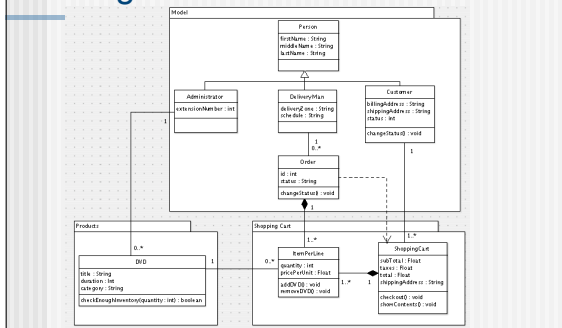 Model
Person
firstName : String
middleName : String
lastName : String
Administrator
extensionNumber : int
DeliveryMan
deliveryZone : String
schedule : String
Customer
billingAddress : String
shippingAddress : String
status : int
changeStatus() : void
1
1
0..*
1
Order
id : int
status : String
changeStatus() : void
1
Products
Shopping Cart
0..*
1..*
1..*
DVD
title : String
duration : Int
category : String
checkEnoughInventory(quantity : int) : boolean
1
0..*
ItemPerLine
quantity : int
pricePerUnit : Float
addDVD() : void
removeDVD() : void
1..*
1
ShoppingCart
subTotal : Float
taxes : Float
total : Float
shippingAddress : String
checkout() : void
showContents() : void